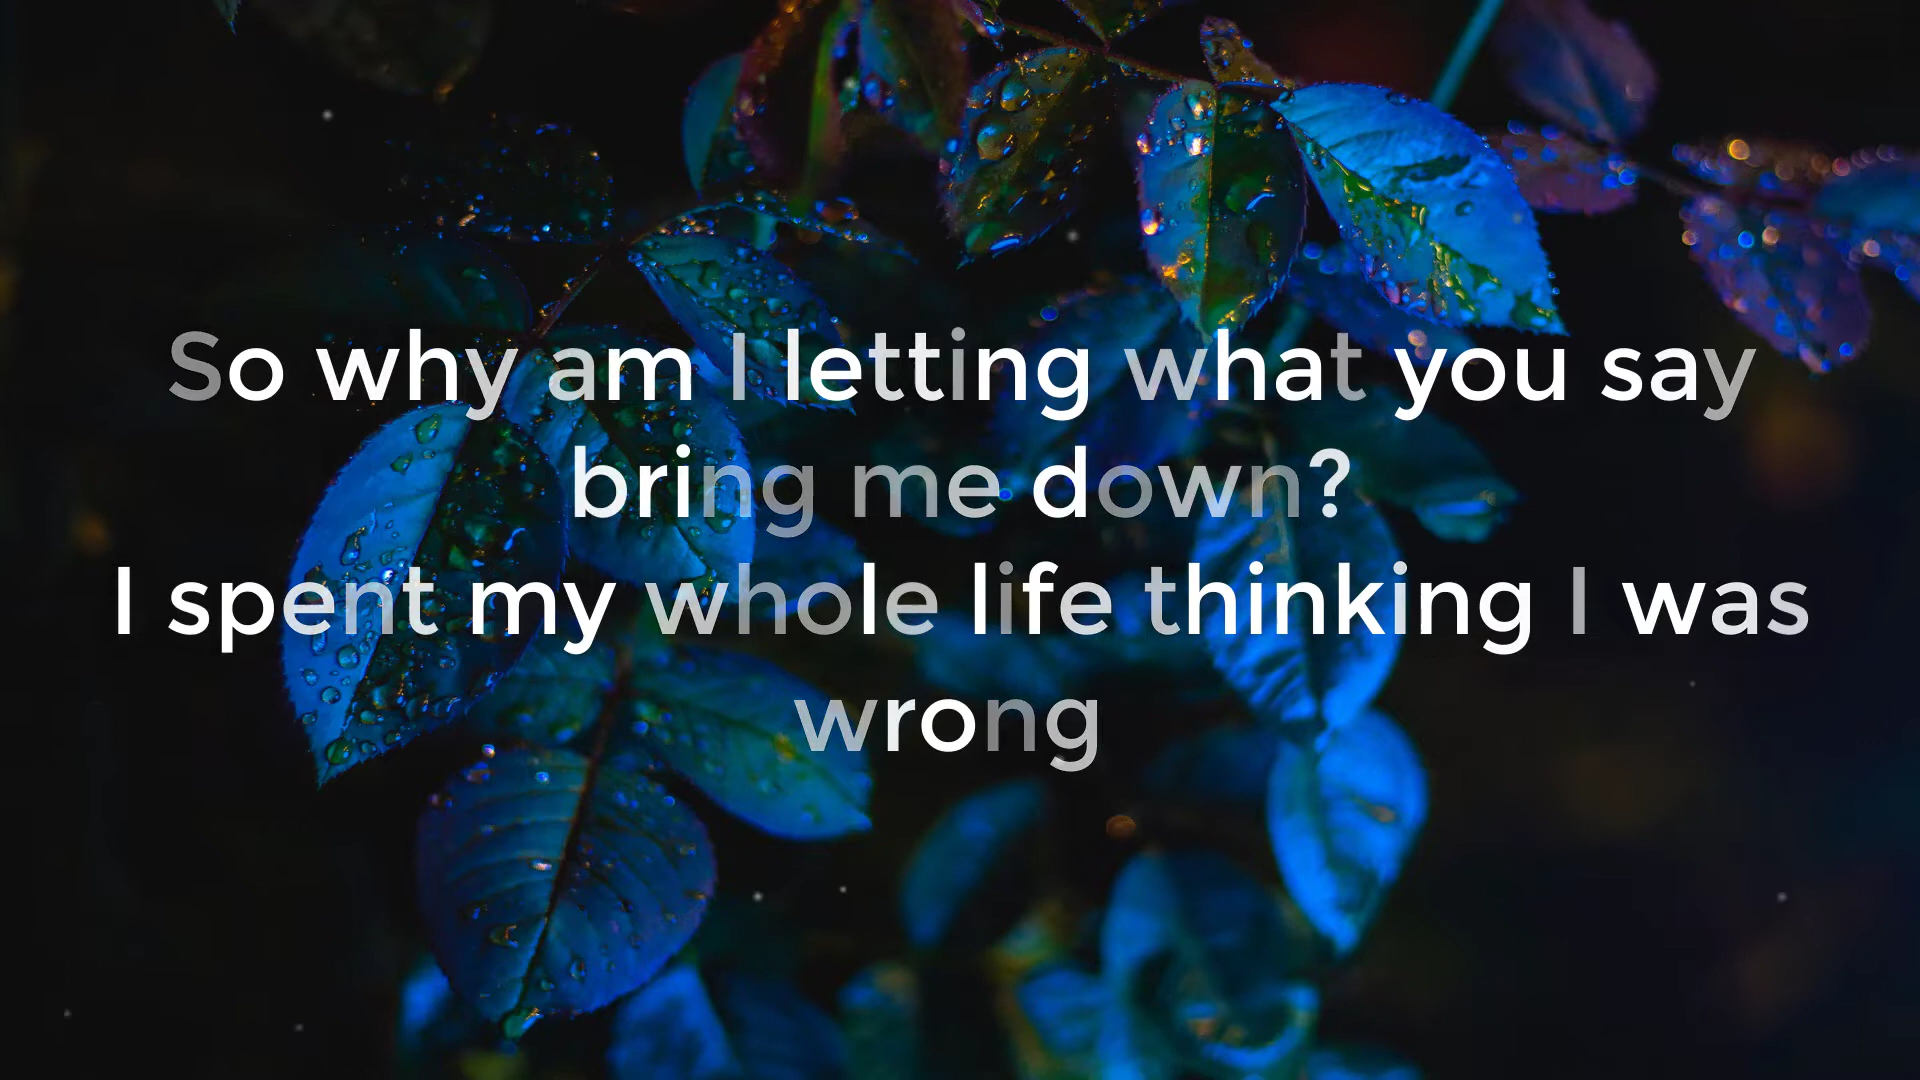 So why am I letting what you say
bring me down?
I spent my whole life thinking I was
wrong